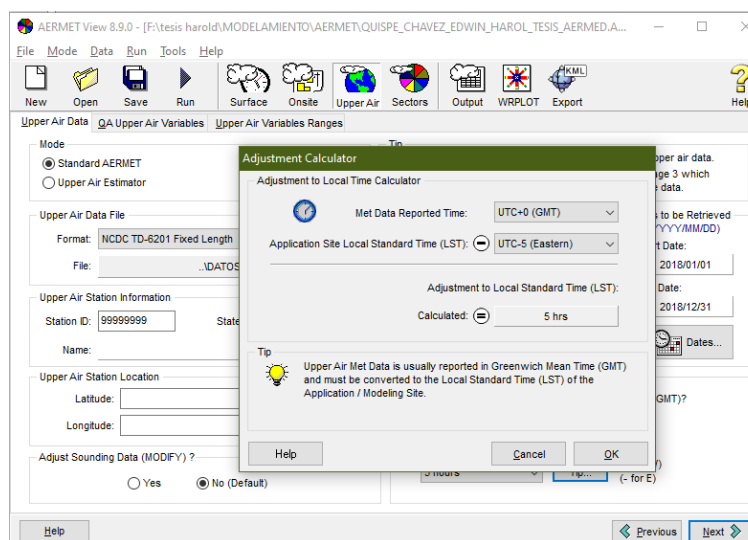 AERMET View 8.9.0 - [F:\tesis harold\MODELAMIENTO\AERMET\QUISPE_CHAVEZ_EDWIN_HAROL_TESIS_AERMED.A...
File Mode Data Run Tools Help
New Open Save Run Surface Onsite Upper Air Sectors Output WRPLOT Export Help
KML
Upper Air Data QA Upper Air Variables Upper Air Variables Ranges
Mode
Standard AERMET
Upper Air Estimator
Tip
pper air data.
age 3 which
data.
Upper Air Data File
Format: NCDC TD-6201 Fixed Length
File: ..\DATOS
Upper Air Station Information
Station ID: 99999999 State
Name:
Upper Air Station Location
Latitude:
Longitude:
Adjust Sounding Data (MODIFY) ?
Yes No (Default)
s to be Retrieved
YYYY/MM/DD)
t Date:
2018/01/01
Date:
2018/12/31
Dates...
GMT)?
5 hours Tip... (- for E)
Adjustment Calculator
Adjustment to Local Time Calculator
Met Data Reported Time: UTC+0 (GMT)
Application Site Local Standard Time (LST): UTC-5 (Eastern)
Adjustment to Local Standard Time (LST):
Calculated: 5 hrs
Tip
Upper Air Met Data is usually reported in Greenwich Mean Time (GMT)
and must be converted to the Local Standard Time (LST) of the
Application / Modeling Site.
Help Cancel OK
Help Previous Next